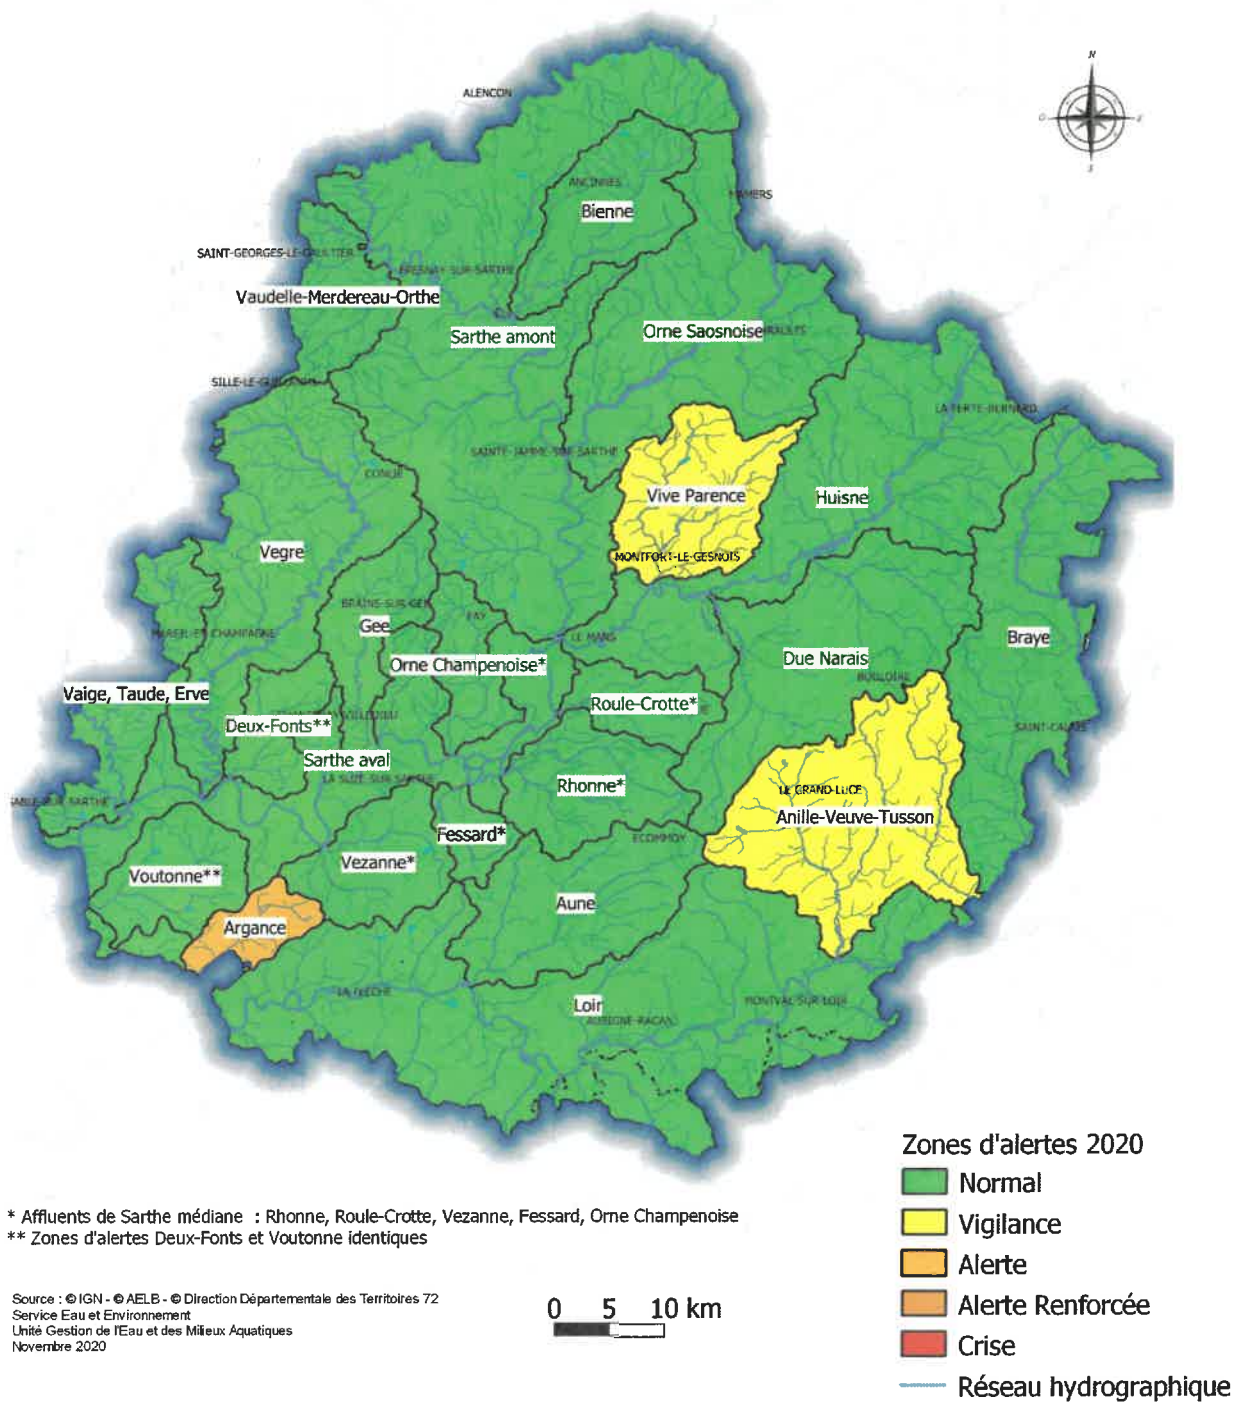 N
O
E
S
ALENCON
ANCINNES
Bienne
MAMERS
SAINT-GEORGES-LE-GAULTIER
FRESNAY-SUR-SARTHE
Vaudelle-Merdereau-Orthe
Sarthe amont
Orne Saosnoise
SILLE-LE-GUILLAUME
LA FERTE-BERNARD
SAINTE-JAMME-SUR-SARTHE
CONLIE
Vive Parence
Huisne
Vegre
MONTFORT-LE-GESNOIS
BRAINS-SUR-GEE
FAY
Gee
MAREIL-EN-CHAMPAGNE
LE MANS
Braye
Orne Champenoise*
Due Narais
BOULOIRE
Vaige, Taude, Erve
Roule-Crotte*
Deux-Fonts**
SAINT-CALAIS
Sarthe aval
LA SUZE-SUR-SARTHE
Rhonne*
LE GRAND-LUCE
SABLE-SUR-SARTHE
Anille-Veuve-Tusson
Fessard*
ECOMMOY
Vezanne*
Voutonne**
Aune
Argance
LA FLECHE
Loir
MONTVAL-SUR-LOIR
AUBIGNE-RACAN
Zones d'alertes 2020
Normal
Vigilance
Alerte
Alerte Renforcée
Crise
Réseau hydrographique
* Affluents de Sarthe médiane : Rhonne, Roule-Crotte, Vezanne, Fessard, Orne Champenoise
** Zones d'alertes Deux-Fonts et Voutonne identiques
Source : © IGN - © AELB - © Direction Départementale des Territoires 72
Service Eau et Environnement
Unité Gestion de l'Eau et des Milieux Aquatiques
Novembre 2020
0 5 10 km